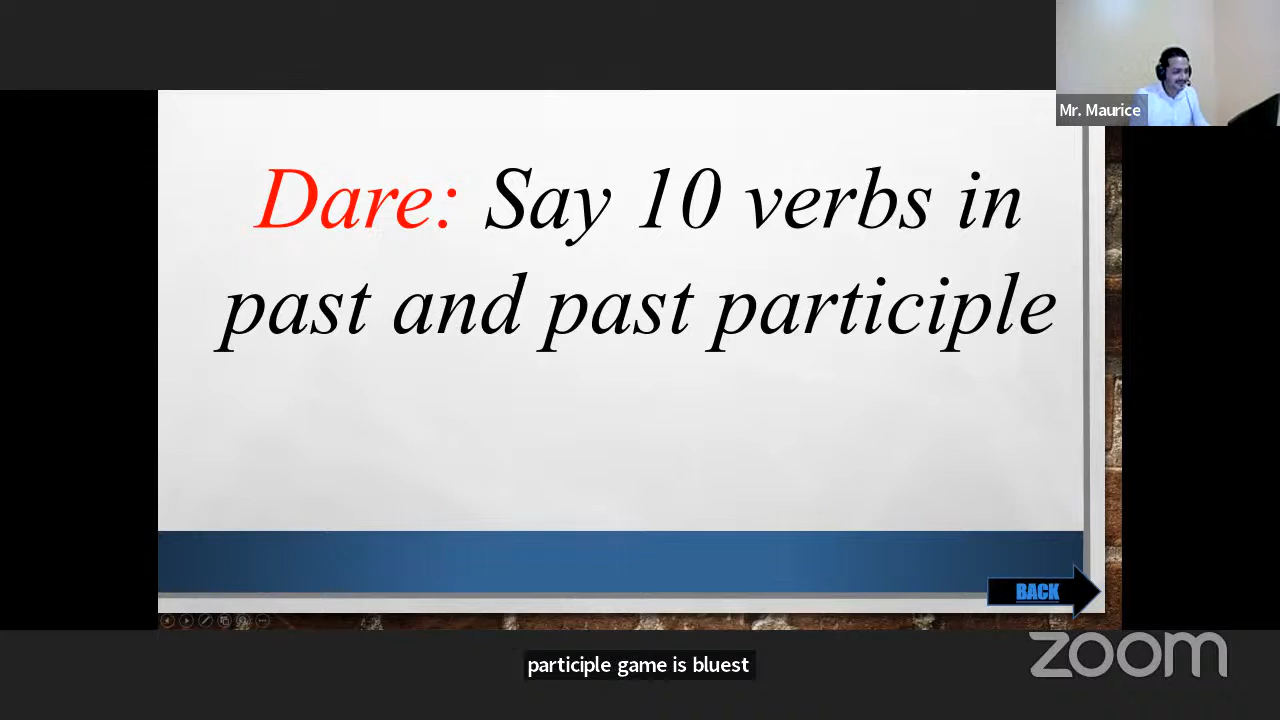 Mr. Maurice
Dare: Say 10 verbs in
past and past participle
BACK
participle game is bluest
zoom